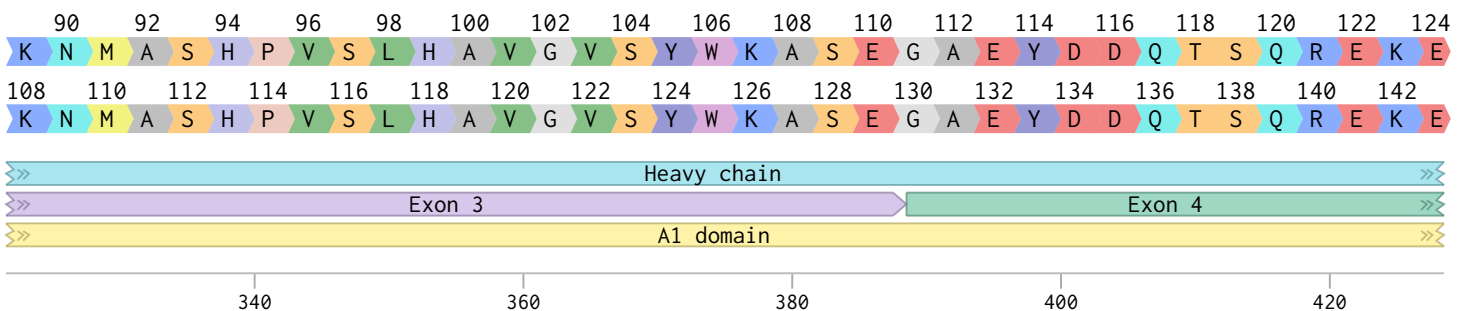 90 92 94 96 98 100 102 104 106 108 110 112 114 116 118 120 122 124
K N M A S H P V S L H A V G V S Y W K A S E G A E Y D D Q T S Q R E K E
108 110 112 114 116 118 120 122 124 126 128 130 132 134 136 138 140 142
K N M A S H P V S L H A V G V S Y W K A S E G A E Y D D Q T S Q R E K E
Heavy chain
Exon 3 Exon 4
A1 domain
340 360 380 400 420